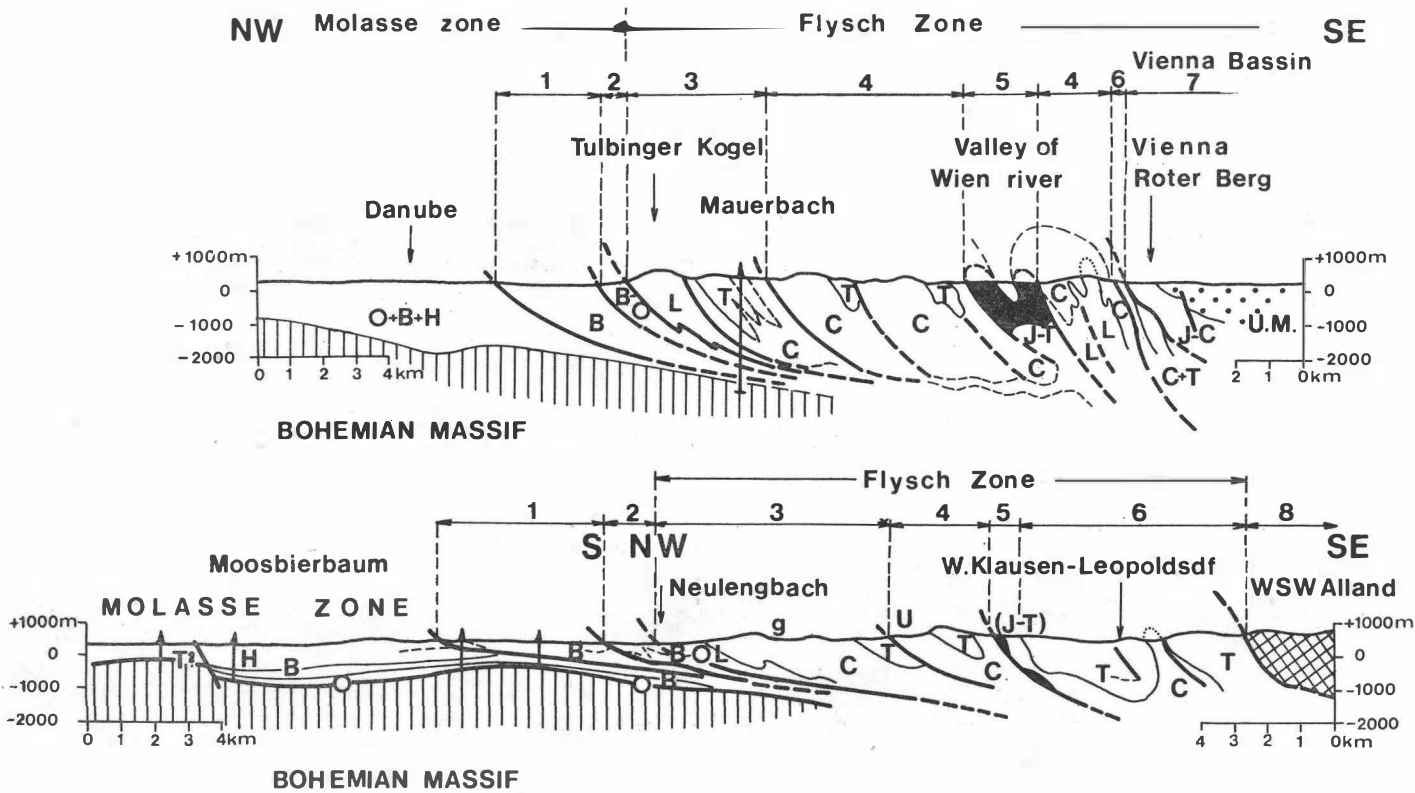 NW Molasse zone Flysch Zone SE
Vienna Bassin
1 2 3 4 5 4 6 7
Tulbinger Kogel Valley of Vienna
Wien river Roter Berg
Danube Mauerbach
+1000m +1000m
0 B-O T L T T C C J-C 0
-1000 O+B+H B C C J-T L L U.M. -1000
-2000 C C C+T -2000
0 1 2 3 4km 2 1 0km
BOHEMIAN MASSIF
Flysch Zone
1 2 3 4 5 6 8
S NW SE
Moosbierbaum Neulengbach W.Klausen-Leopoldsdf
MOLASSE ZONE WSW Alland
+1000m g U (J-T) +1000m
0 T? H B B B O L C T T C T C T 0
-1000 O O B -1000
-2000 -2000
0 1 2 3 4km 4 3 2 1 0km
BOHEMIAN MASSIF